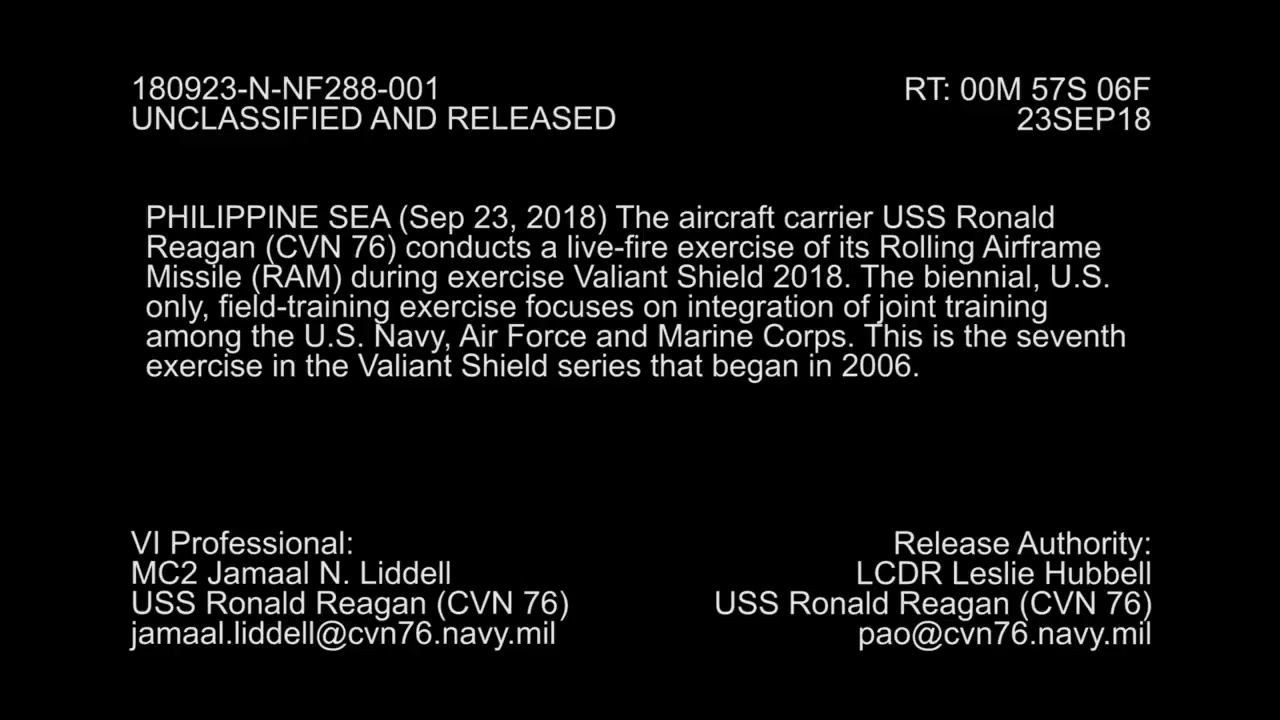 180923-N-NF288-001
UNCLASSIFIED AND RELEASED
RT: 00M 57S 06F
23SEP18
PHILIPPINE SEA (Sep 23, 2018) The aircraft carrier USS Ronald
Reagan (CVN 76) conducts a live-fire exercise of its Rolling Airframe
Missile (RAM) during exercise Valiant Shield 2018. The biennial, U.S.
only, field-training exercise focuses on integration of joint training
among the U.S. Navy, Air Force and Marine Corps. This is the seventh
exercise in the Valiant Shield series that began in 2006.
VI Professional:
MC2 Jamaal N. Liddell
USS Ronald Reagan (CVN 76)
jamaal.liddell@cvn76.navy.mil
Release Authority:
LCDR Leslie Hubbell
USS Ronald Reagan (CVN 76)
pao@cvn76.navy.mil